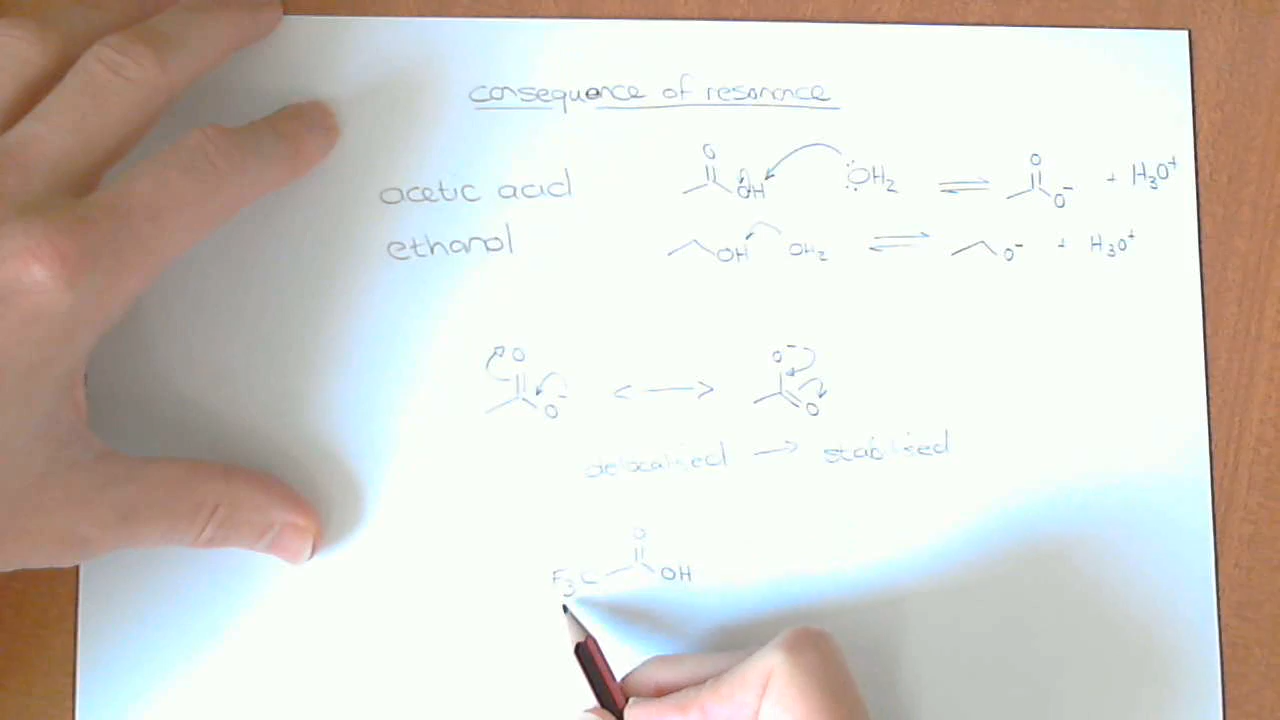 consequence of resonance
acetic acid O OH :OH₂ ⇌ O O⁻ + H₃O⁺
ethanol OH OH₂ ⇌ O⁻ + H₃O⁺
O O⁻ ⟷ O⁻ O
delocalised → stabilised
O
F₃C OH